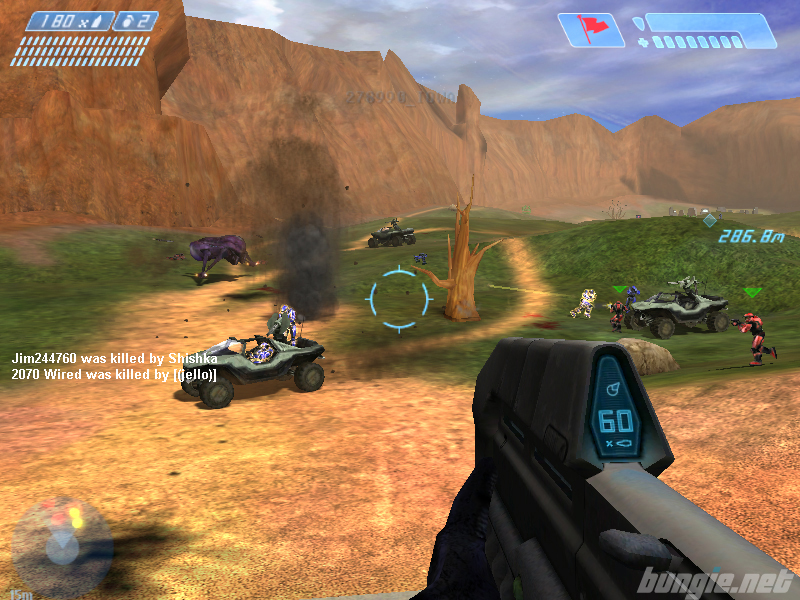 180 x
2
286.8m
Jim244760 was killed by Shishka
2070 Wired was killed by |(jello)|
60
x
15m
bungie.net